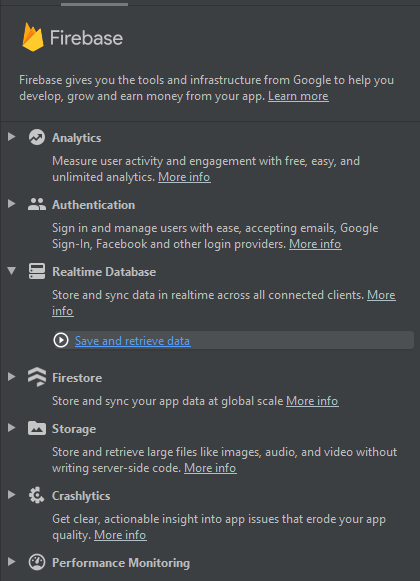 Firebase
Firebase gives you the tools and infrastructure from Google to help you
develop, grow and earn money from your app. Learn more
Analytics
Measure user activity and engagement with free, easy, and
unlimited analytics. More info
Authentication
Sign in and manage users with ease, accepting emails, Google
Sign-In, Facebook and other login providers. More info
Realtime Database
Store and sync data in realtime across all connected clients. More
info
Save and retrieve data
Firestore
Store and sync your app data at global scale More info
Storage
Store and retrieve large files like images, audio, and video without
writing server-side code. More info
Crashlytics
Get clear, actionable insight into app issues that erode your app
quality. More info
Performance Monitoring